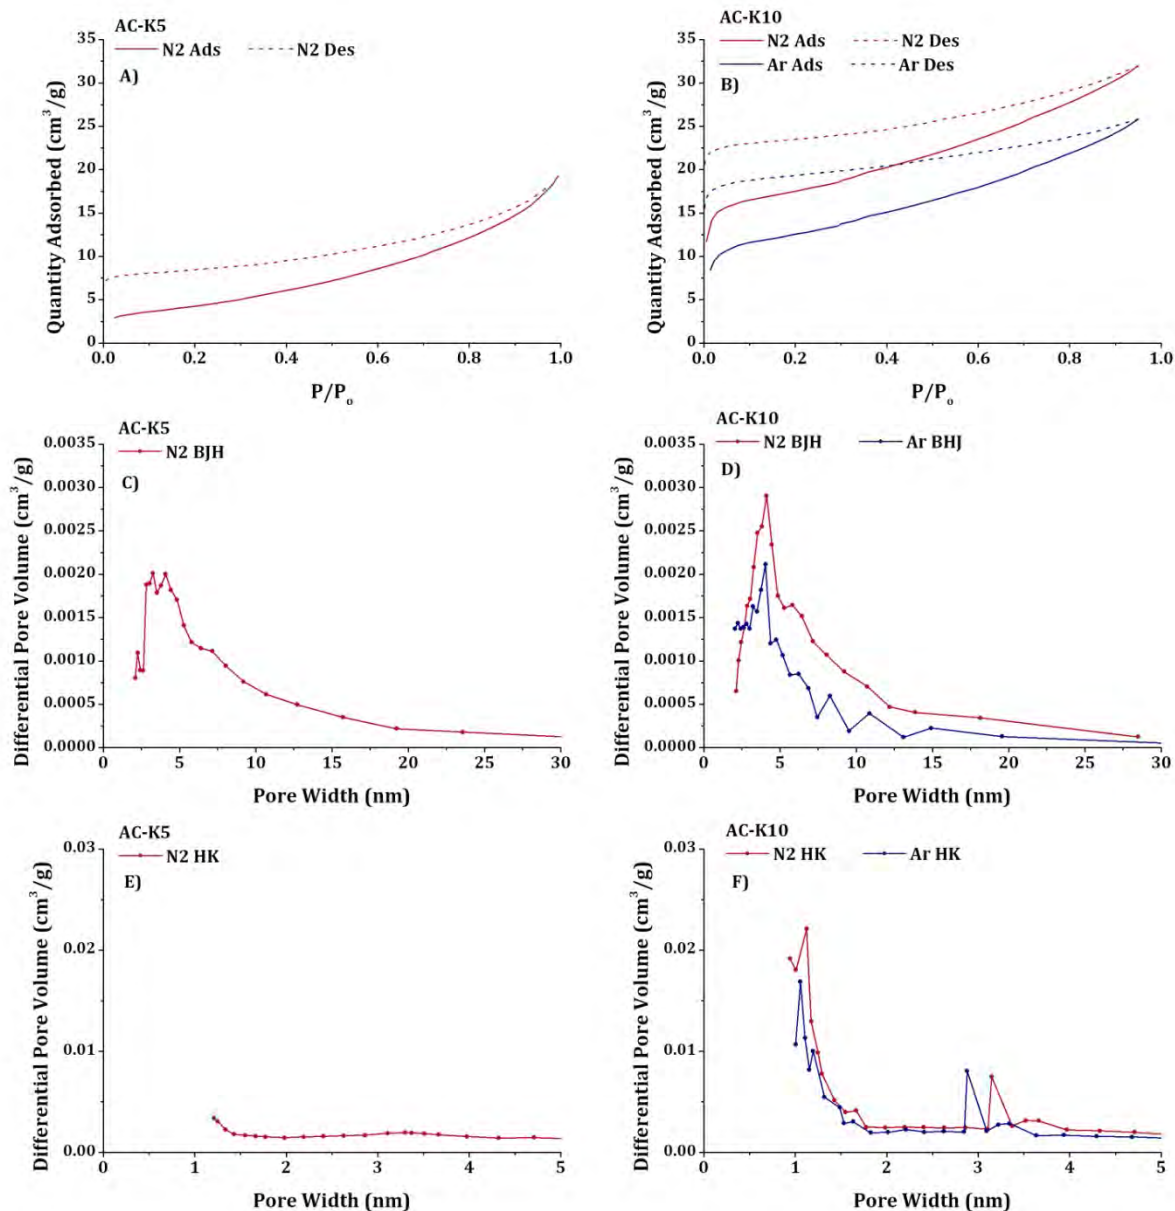 AC-K5
N2 Ads N2 Des
A)
Quantity Adsorbed (cm³/g)
35
30
25
20
15
10
5
0
0.0 0.2 0.4 0.6 0.8 1.0
P/Pₒ
AC-K10
N2 Ads N2 Des
Ar Ads Ar Des
B)
Quantity Adsorbed (cm³/g)
35
30
25
20
15
10
5
0
0.0 0.2 0.4 0.6 0.8 1.0
P/Pₒ
AC-K5
N2 BJH
C)
Differential Pore Volume (cm³/g)
0.0035
0.0030
0.0025
0.0020
0.0015
0.0010
0.0005
0.0000
0 5 10 15 20 25 30
Pore Width (nm)
AC-K10
N2 BJH Ar BHJ
D)
Differential Pore Volume (cm³/g)
0.0035
0.0030
0.0025
0.0020
0.0015
0.0010
0.0005
0.0000
0 5 10 15 20 25 30
Pore Width (nm)
AC-K5
N2 HK
E)
Differential Pore Volume (cm³/g)
0.03
0.02
0.01
0.00
0 1 2 3 4 5
Pore Width (nm)
AC-K10
N2 HK Ar HK
F)
Differential Pore Volume (cm³/g)
0.03
0.02
0.01
0.00
0 1 2 3 4 5
Pore Width (nm)